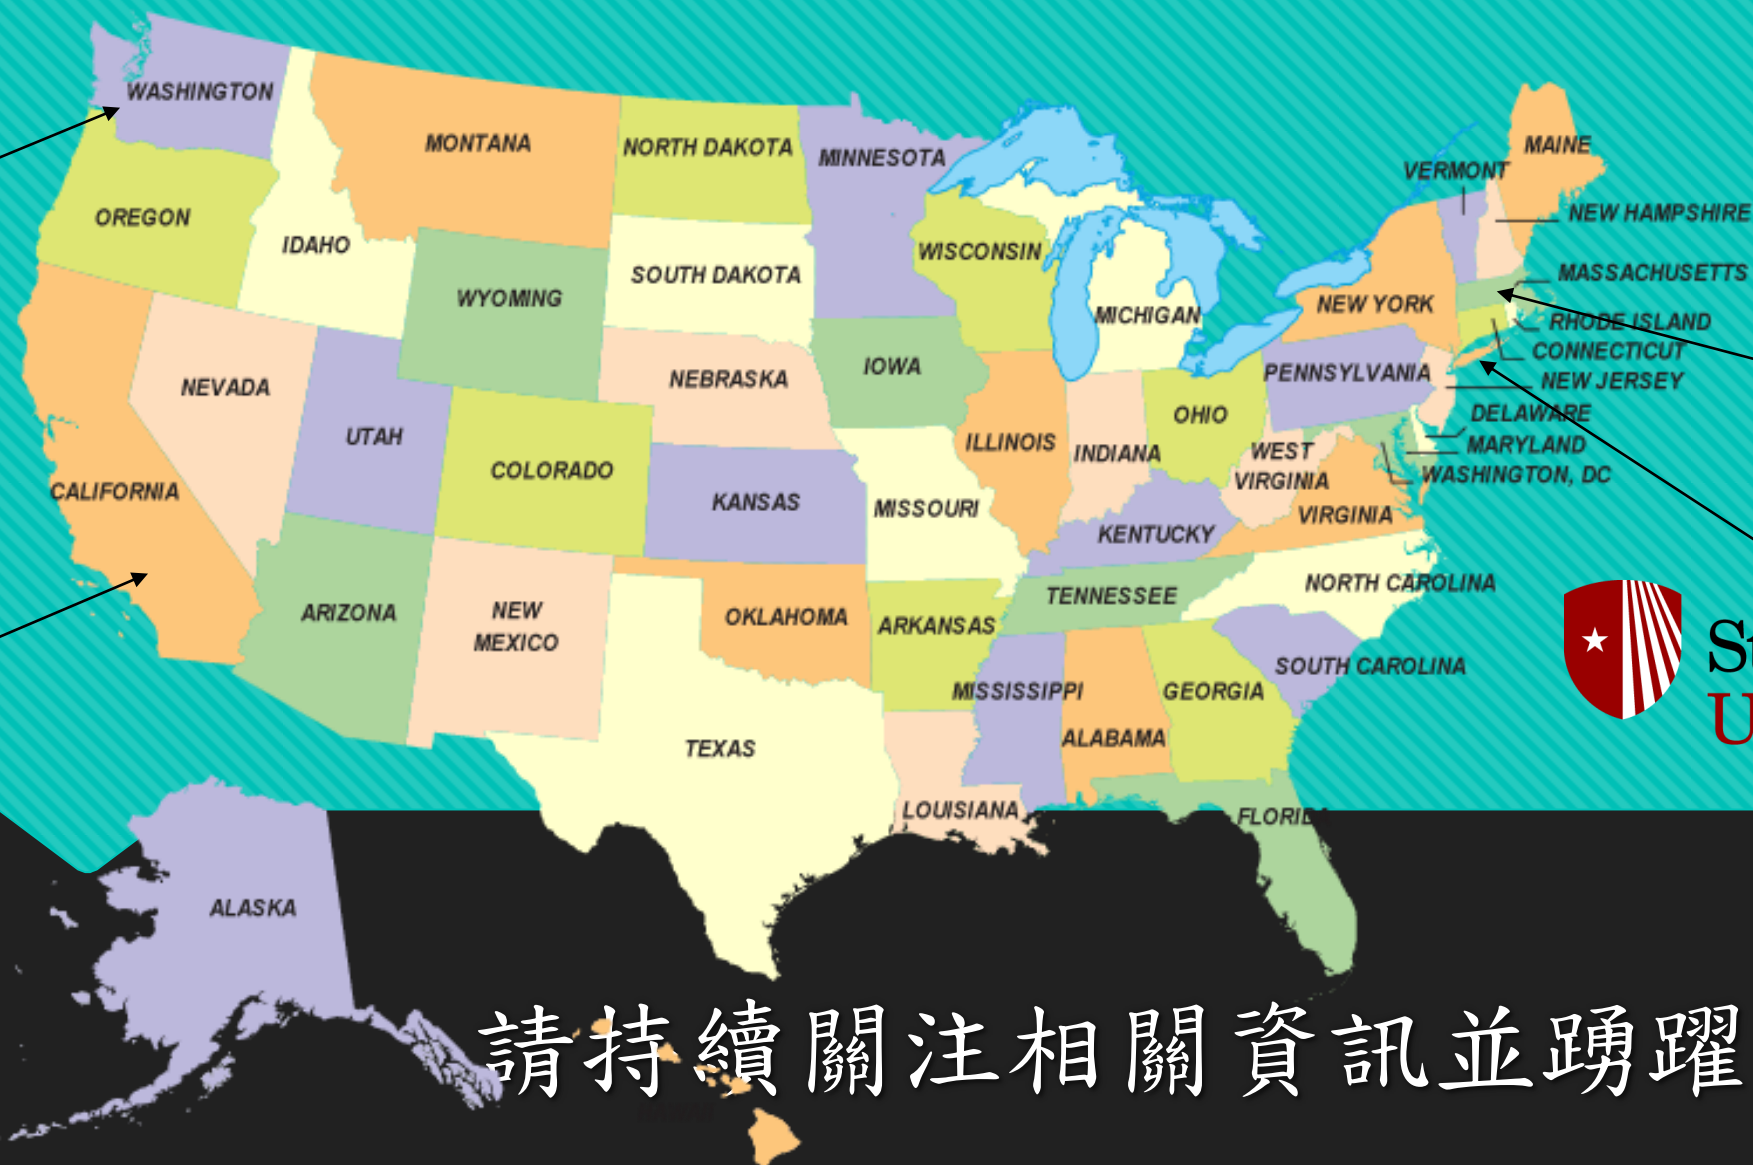 WASHINGTON
MONTANA
NORTH DAKOTA
MINNESOTA
MAINE
VERMONT
OREGON
IDAHO
NEW HAMPSHIRE
SOUTH DAKOTA
WISCONSIN
MASSACHUSETTS
WYOMING
MICHIGAN
NEW YORK
RHODE ISLAND
CONNECTICUT
IOWA
PENNSYLVANIA
NEW JERSEY
NEVADA
NEBRASKA
OHIO
DELAWARE
UTAH
COLORADO
ILLINOIS
INDIANA
WEST
VIRGINIA
MARYLAND
WASHINGTON, DC
CALIFORNIA
KANSAS
MISSOURI
VIRGINIA
KENTUCKY
NORTH CAROLINA
TENNESSEE
ARIZONA
NEW
MEXICO
OKLAHOMA
ARKANSAS
SOUTH CAROLINA
MISSISSIPPI
GEORGIA
ALABAMA
TEXAS
LOUISIANA
FLORIDA
ALASKA
請持續關注相關資訊並踴躍